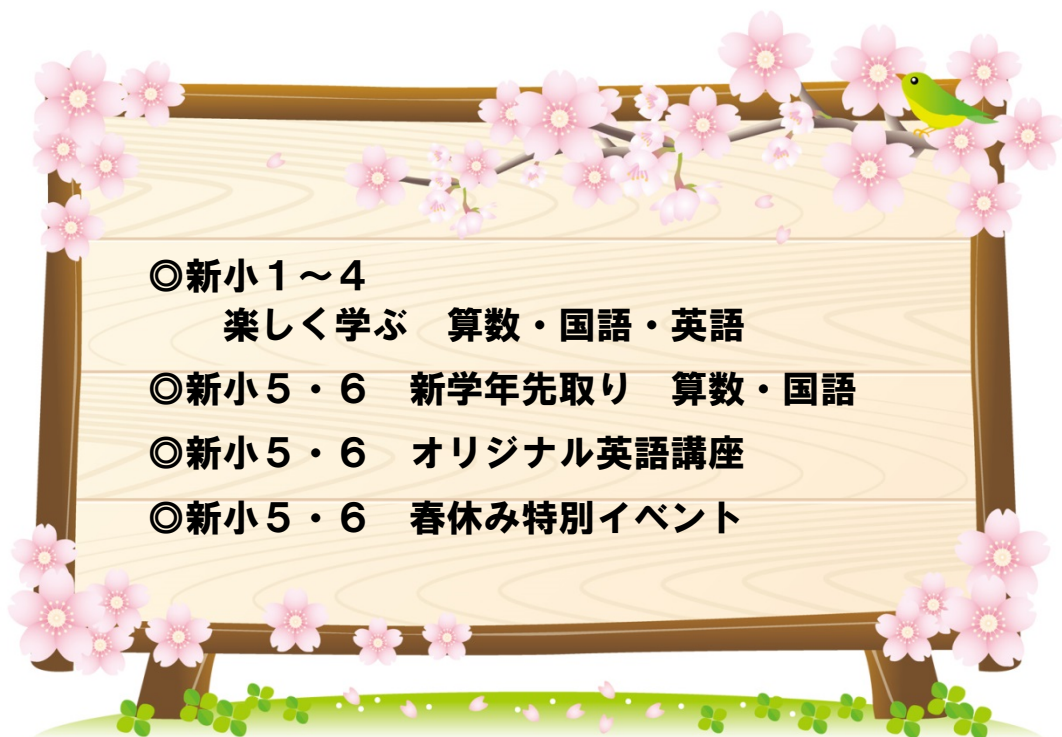 ◎新小１～４
楽しく学ぶ　算数・国語・英語
◎新小５・６　新学年先取り　算数・国語
◎新小５・６　オリジナル英語講座
◎新小５・６　春休み特別イベント